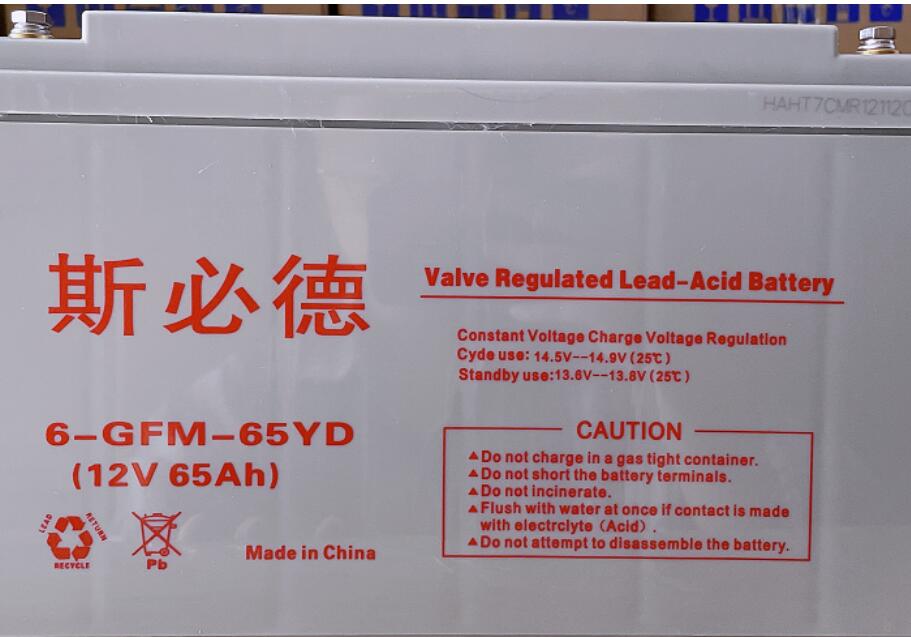 HAHT7CMR121120
斯必德
Valve Regulated Lead-Acid Battery
Constant Voltage Charge Voltage Regulation
Cyde use: 14.5V--14.9V(25℃)
Standby use:13.6V--13.8V(25℃)
6-GFM-65YD
(12V 65Ah)
CAUTION
▲Do not charge in a gas tight container.
▲Do not short the battery terminals.
▲Do not incinerate.
▲Flush with water at once if contact is made
with electrclyte (Acid).
▲Do not attempt to disassemble the battery.
LEAD RETURN
RECYCLE
Pb
Made in China